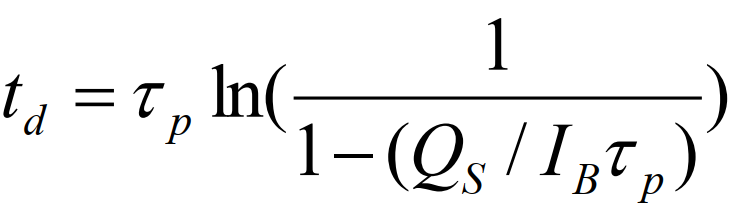 t_d = τ_p ln(1 / (1 − (Q_S / I_B τ_p)))